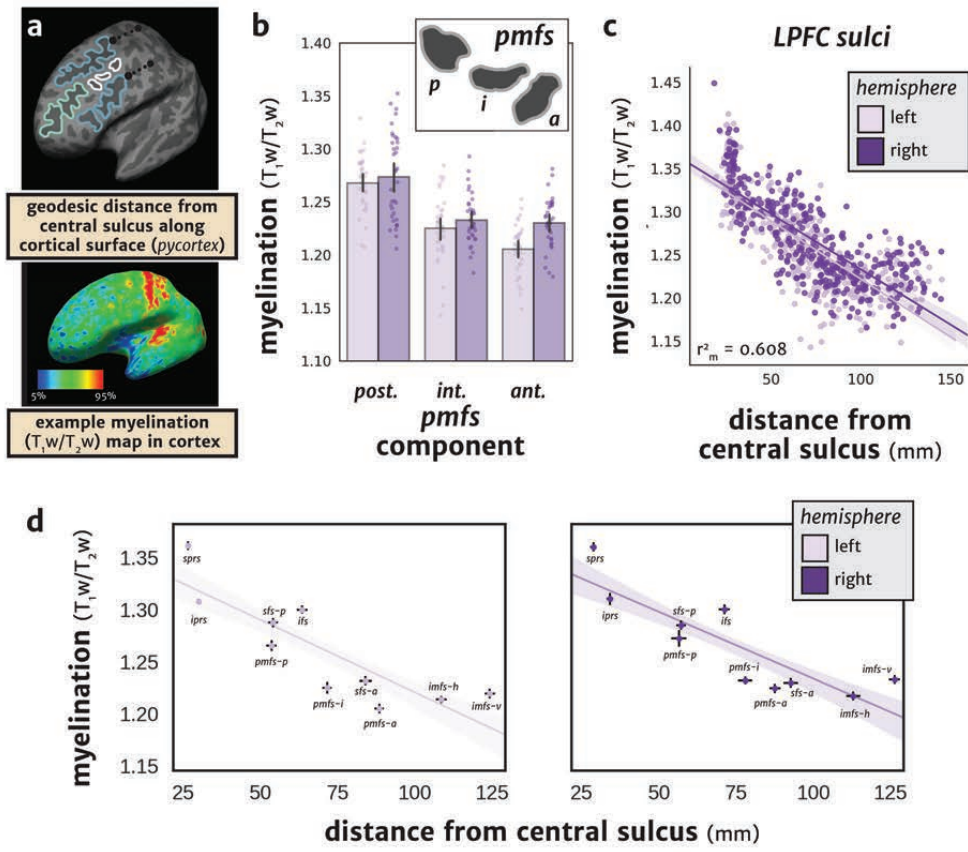 a
geodesic distance from
central sulcus along
cortical surface (pycortex)
5%
95%
example myelination
(T₁w/T₂w) map in cortex
b
pmfs
p
i
a
myelination (T₁w/T₂w)
1.40
1.35
1.30
1.25
1.20
1.15
1.10
post.
int.
ant.
pmfs
component
c
LPFC sulci
hemisphere
left
right
myelination (T₁w/T₂w)
1.40
1.35
1.30
1.25
1.20
1.15
r²ₘ = 0.608
50
100
150
distance from
central sulcus (mm)
d
myelination (T₁w/T₂w)
1.35
1.30
1.25
1.20
1.15
sprs
iprs
sfs-p
ifs
pmfs-p
pmfs-i
sfs-a
pmfs-a
imfs-h
imfs-v
25
50
75
100
125
hemisphere
left
right
sprs
iprs
sfs-p
ifs
pmfs-p
pmfs-i
pmfs-a
sfs-a
imfs-v
imfs-h
25
50
75
100
125
distance from central sulcus (mm)